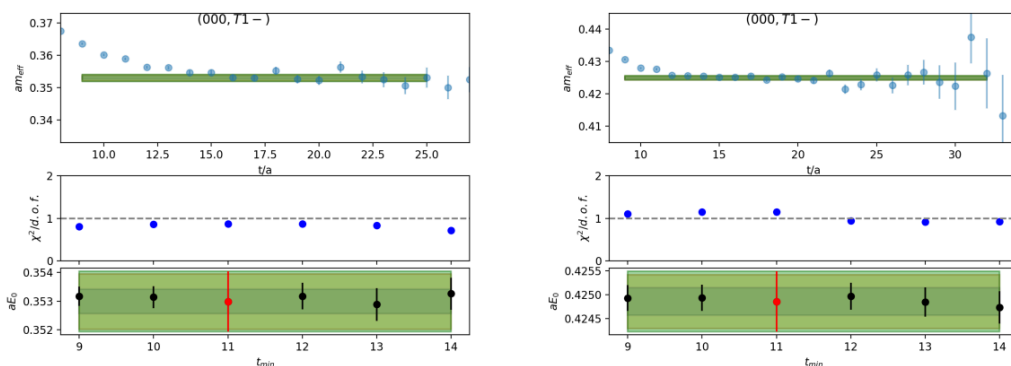 (000, T1−)
0.37
0.36
0.35
0.34
am_eff
10.0 12.5 15.0 17.5 20.0 22.5 25.0
t/a
2
1
0
χ²/d.o.f.
0.354
0.353
0.352
aE₀
9 10 11 12 13 14
t_min
(000, T1−)
0.44
0.43
0.42
0.41
am_eff
10 15 20 25 30
t/a
2
1
0
χ²/d.o.f.
0.4255
0.4250
0.4245
aE₀
9 10 11 12 13 14
t_min